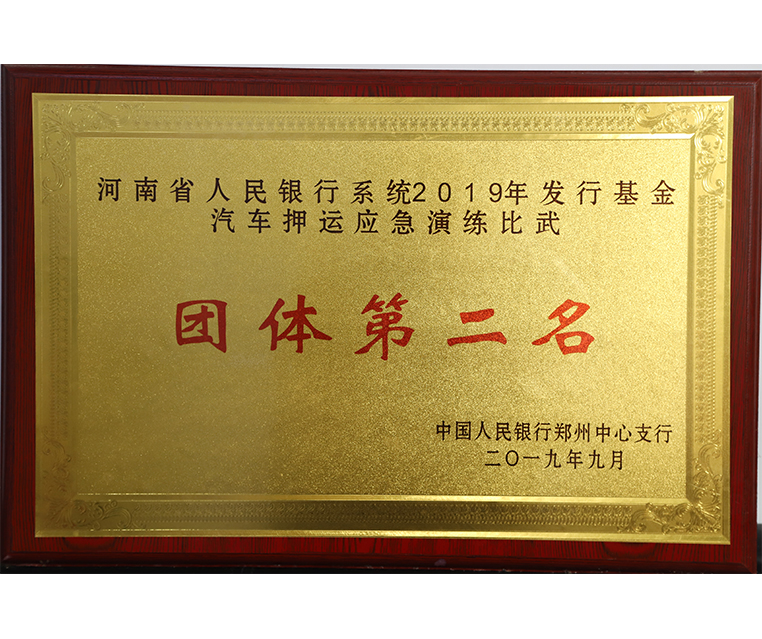 河南省人民银行系统2019年发行基金
汽车押运应急演练比武
团体第二名
中国人民银行郑州中心支行
二〇一九年九月